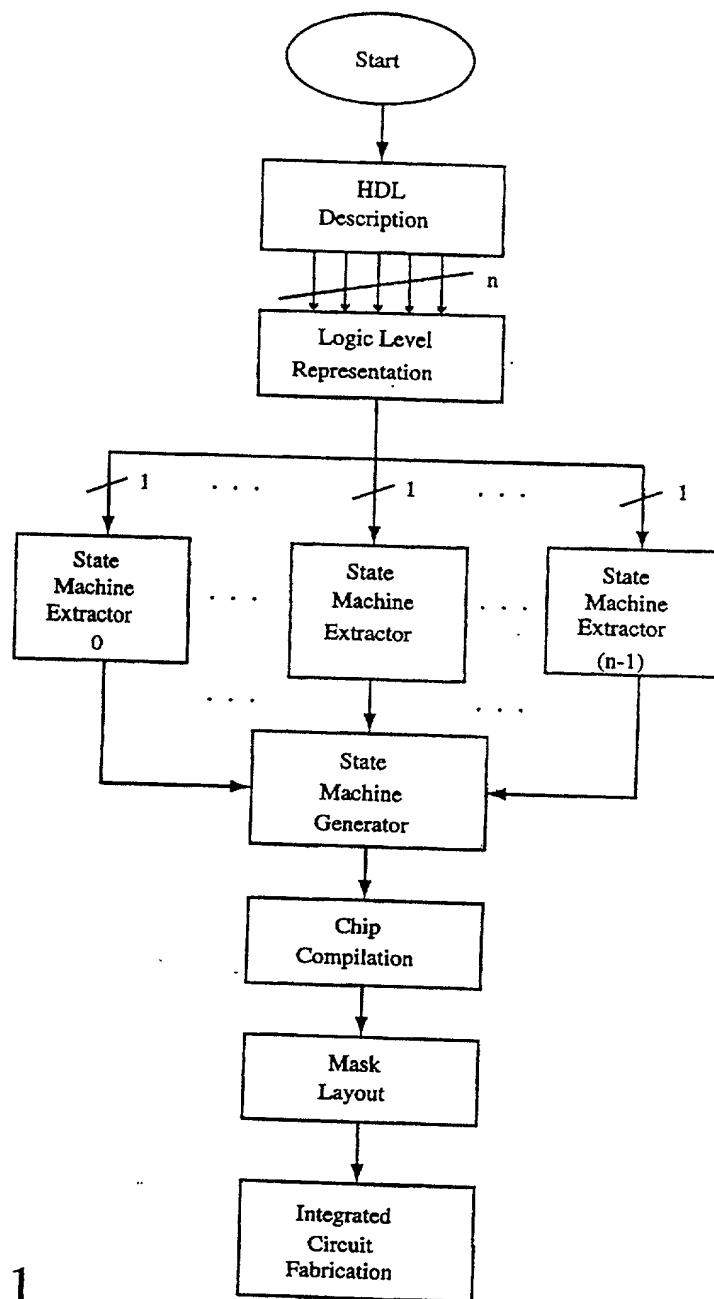 Start
HDL
Description
n
Logic Level
Representation
1
. . .
1
. . .
1
State
Machine
Extractor
0
. . .
State
Machine
Extractor
. . .
State
Machine
Extractor
(n-1)
. . .
. . .
State
Machine
Generator
Chip
Compilation
Mask
Layout
Integrated
Circuit
Fabrication
1